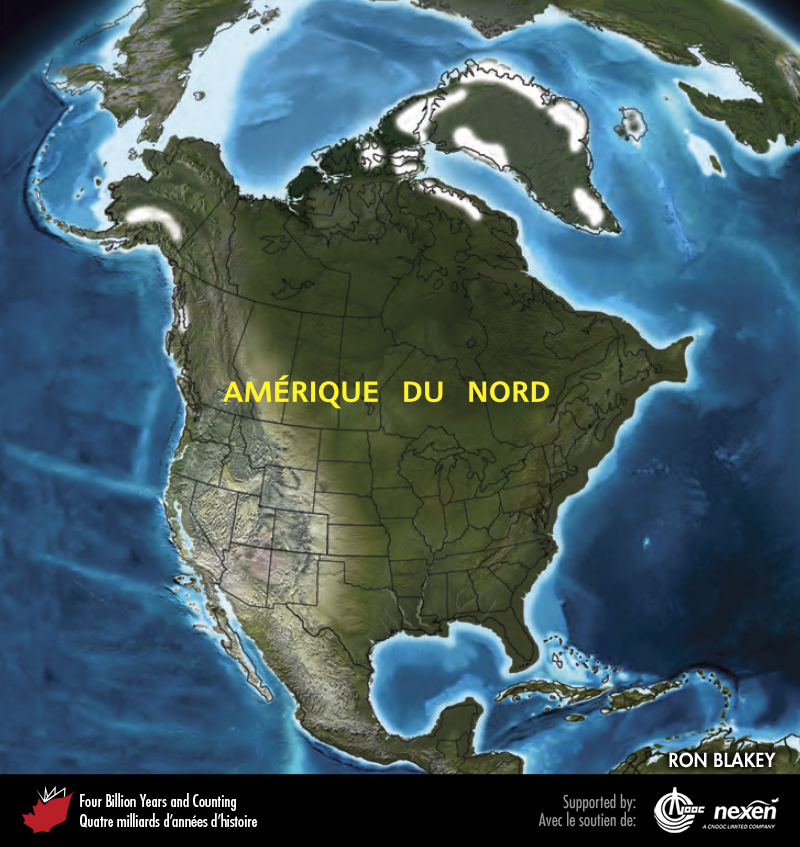 AMÉRIQUE DU NORD
RON BLAKEY
Four Billion Years and Counting
Quatre milliards d'années d'histoire
Supported by:
Avec le soutien de:
CNOOC
nexen
A CNOOC LIMITED COMPANY